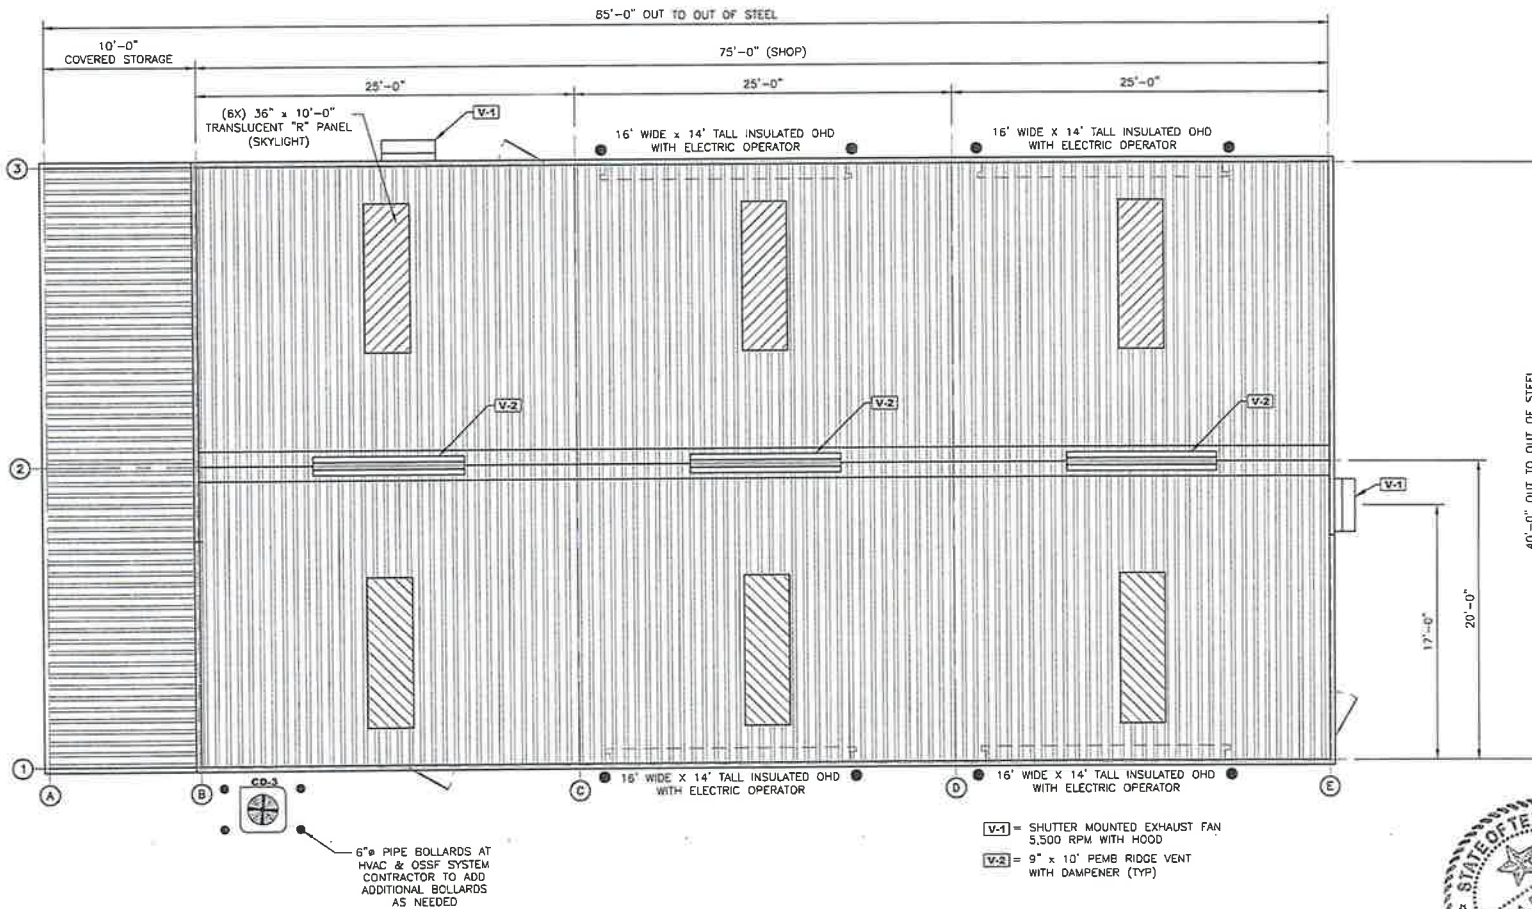 85'-0" OUT TO OUT OF STEEL
10'-0"
COVERED STORAGE
75'-0" (SHOP)
25'-0"
25'-0"
25'-0"
(6X) 36" x 10'-0"
TRANSLUCENT "R" PANEL
(SKYLIGHT)
V-1
16' WIDE x 14' TALL INSULATED OHD
WITH ELECTRIC OPERATOR
16' WIDE X 14' TALL INSULATED OHD
WITH ELECTRIC OPERATOR
3
V-2
V-2
V-2
2
V-1
40'-0" OUT TO OUT OF STEEL
17'-0"
20'-0"
1
A
B
C
D
E
CD-3
16' WIDE X 14' TALL INSULATED OHD
WITH ELECTRIC OPERATOR
16' WIDE X 14' TALL INSULATED OHD
WITH ELECTRIC OPERATOR
6"ø PIPE BOLLARDS AT
HVAC & OSSF SYSTEM
CONTRACTOR TO ADD
ADDITIONAL BOLLARDS
AS NEEDED
V-1 = SHUTTER MOUNTED EXHAUST FAN
5,500 RPM WITH HOOD
V-2 = 9" x 10' PEMB RIDGE VENT
WITH DAMPENER (TYP)
STATE OF TE